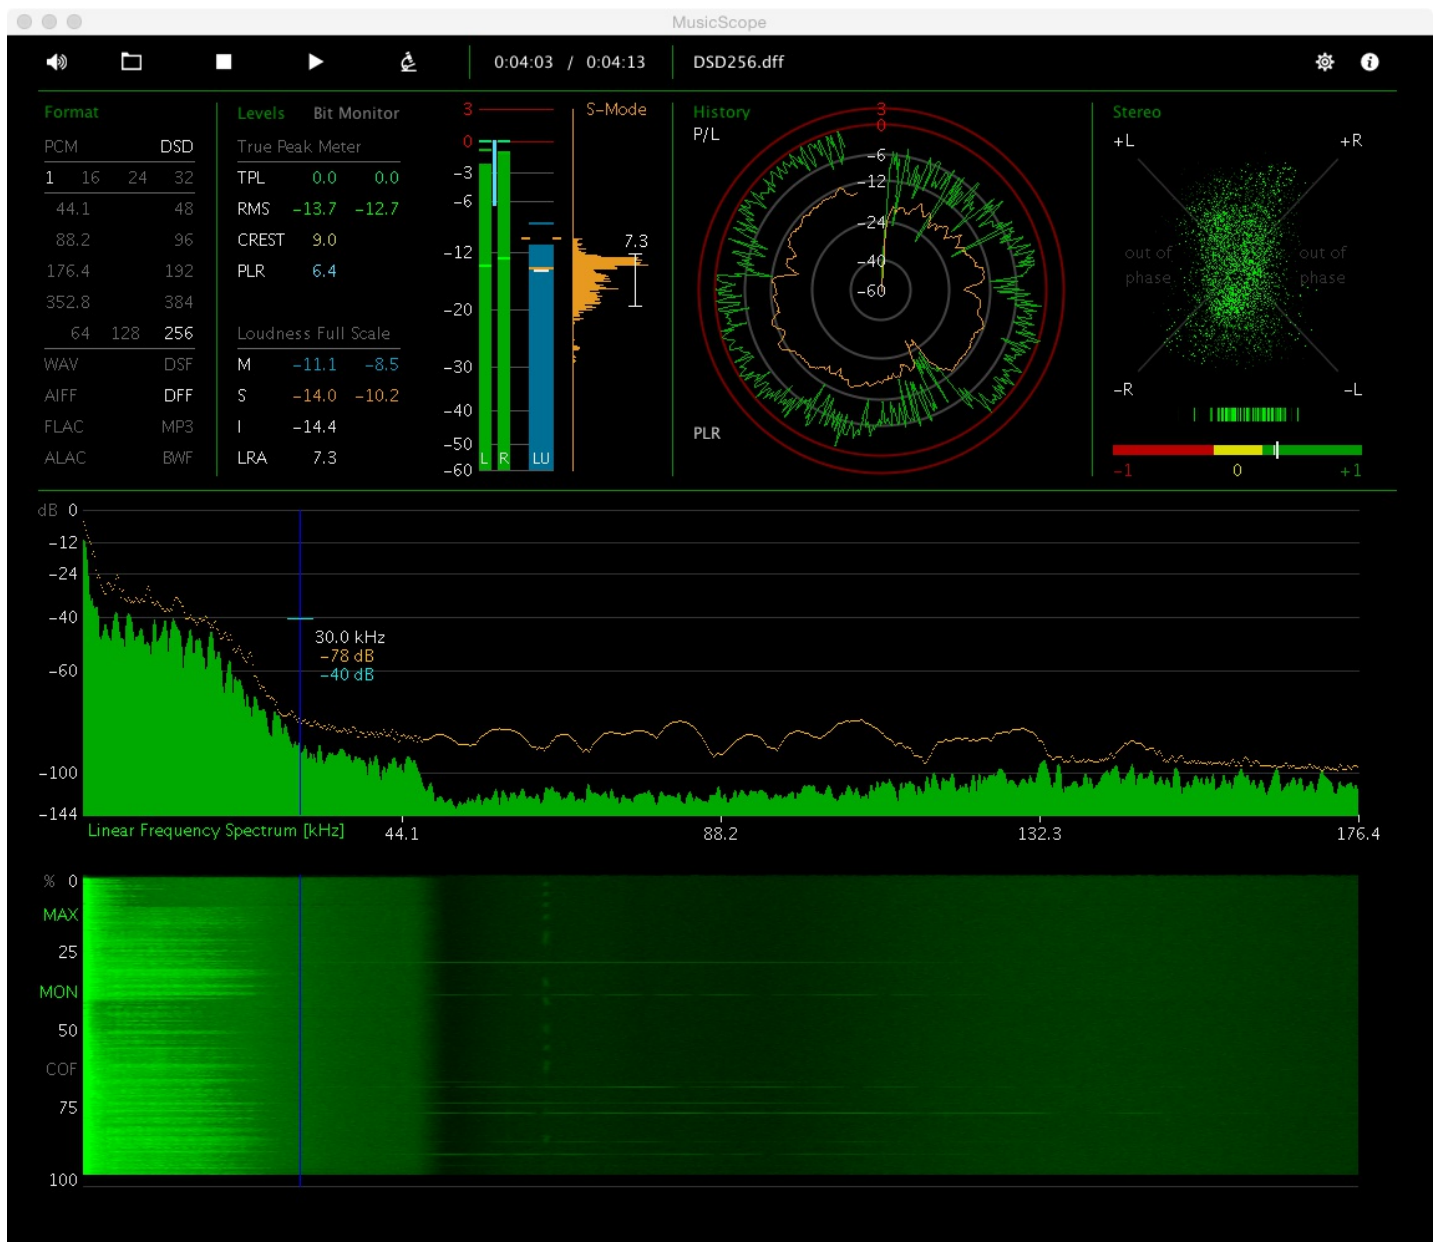 MusicScope
0:04:03 / 0:04:13 DSD256.dff
Format
PCM DSD
1 16 24 32
44.1 48
88.2 96
176.4 192
352.8 384
64 128 256
WAV DSF
AIFF DFF
FLAC MP3
ALAC BWF
Levels Bit Monitor
True Peak Meter
TPL 0.0 0.0
RMS −13.7 −12.7
CREST 9.0
PLR 6.4
Loudness Full Scale
M −11.1 −8.5
S −14.0 −10.2
I −14.4
LRA 7.3
3
0
−3
−6
−12
−20
−30
−40
−50
−60
L R LU
S−Mode
7.3
History
P/L
PLR
3
0
−6
−12
−24
−40
−60
Stereo
+L +R
out of phase
out of phase
−R −L
−1 0 +1
dB 0
−12
−24
−40
−60
−100
−144
30.0 kHz
−78 dB
−40 dB
Linear Frequency Spectrum [kHz] 44.1 88.2 132.3 176.4
% 0
MAX
25
MON
50
COF
75
100